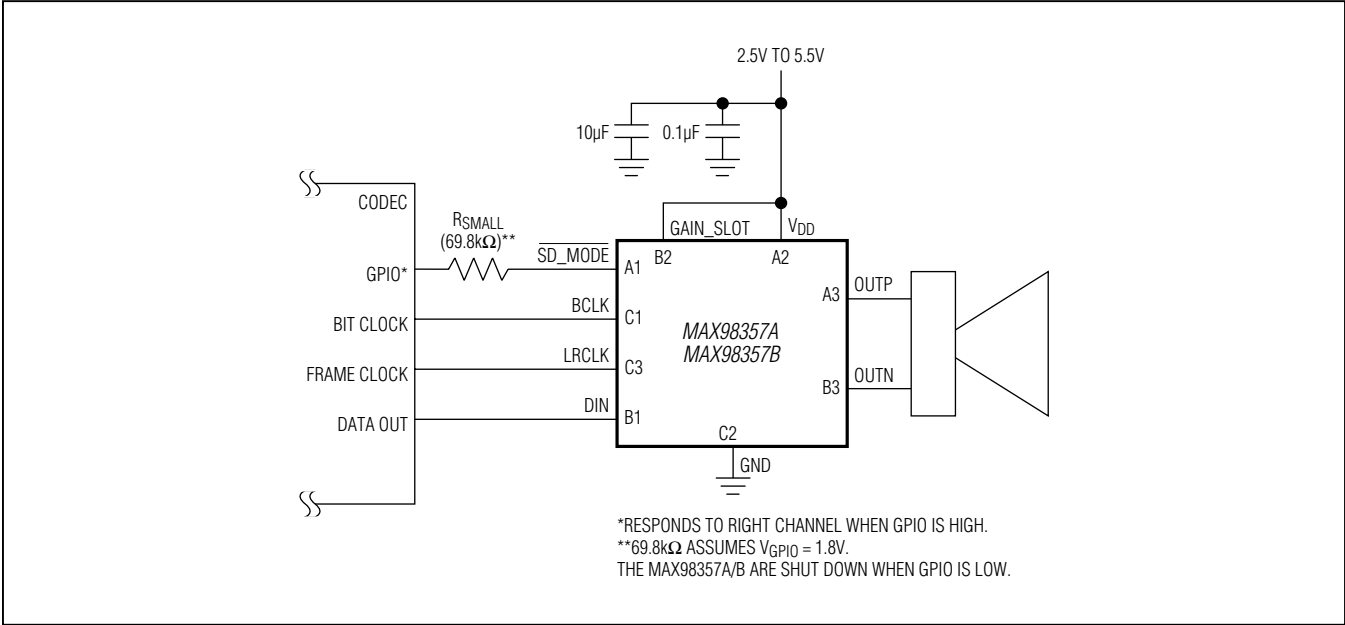 2.5V TO 5.5V
10µF
0.1µF
CODEC
RSMALL
(69.8kΩ)**
SD_MODE
GAIN_SLOT
VDD
GPIO*
A1
B2
A2
BIT CLOCK
BCLK
C1
MAX98357A
MAX98357B
A3
OUTP
FRAME CLOCK
LRCLK
C3
B3
OUTN
DATA OUT
DIN
B1
C2
GND
*RESPONDS TO RIGHT CHANNEL WHEN GPIO IS HIGH.
**69.8kΩ ASSUMES VGPIO = 1.8V.
THE MAX98357A/B ARE SHUT DOWN WHEN GPIO IS LOW.